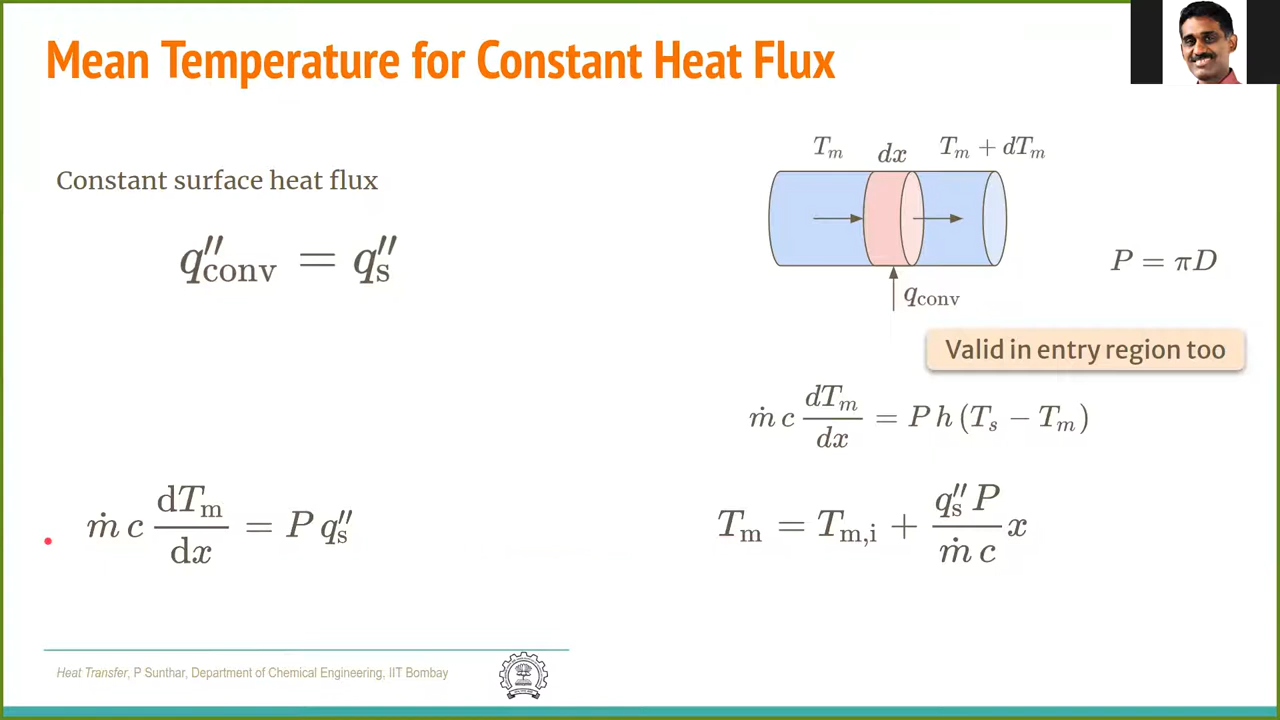 Mean Temperature for Constant Heat Flux
Constant surface heat flux
q″conv = q″s
Tm dx Tm + dTm
P = πD
qconv
Valid in entry region too
ṁ c dTm/dx = P h (Ts − Tm)
ṁ c dTm/dx = P q″s
Tm = Tm,i + q″s P/ṁ c x
Heat Transfer, P Sunthar, Department of Chemical Engineering, IIT Bombay